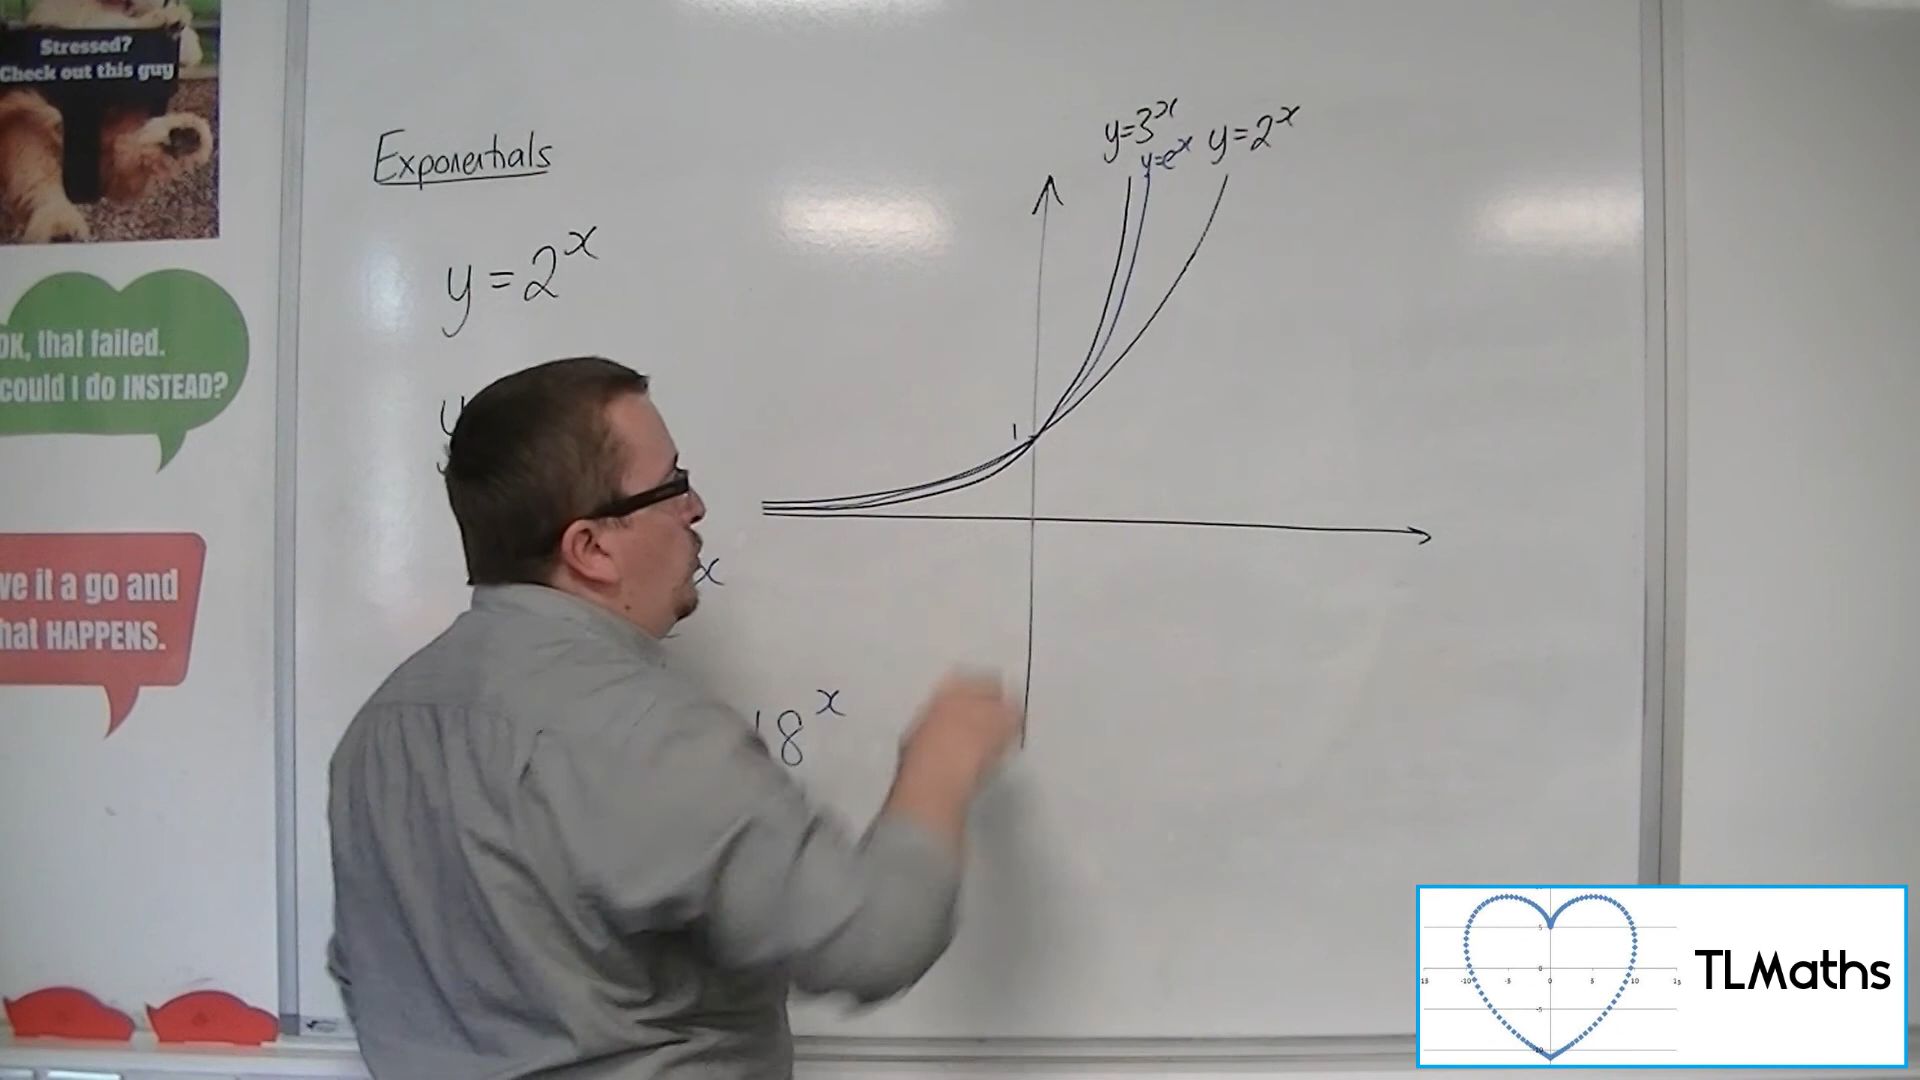 Stressed?
Check out this guy
OK, that failed.
could I do INSTEAD?
ve it a go and
hat HAPPENS.
Exponentials
y = 2^x
y
x
18^x
y=3^x
y=e^x
y=2^x
1
TLMaths